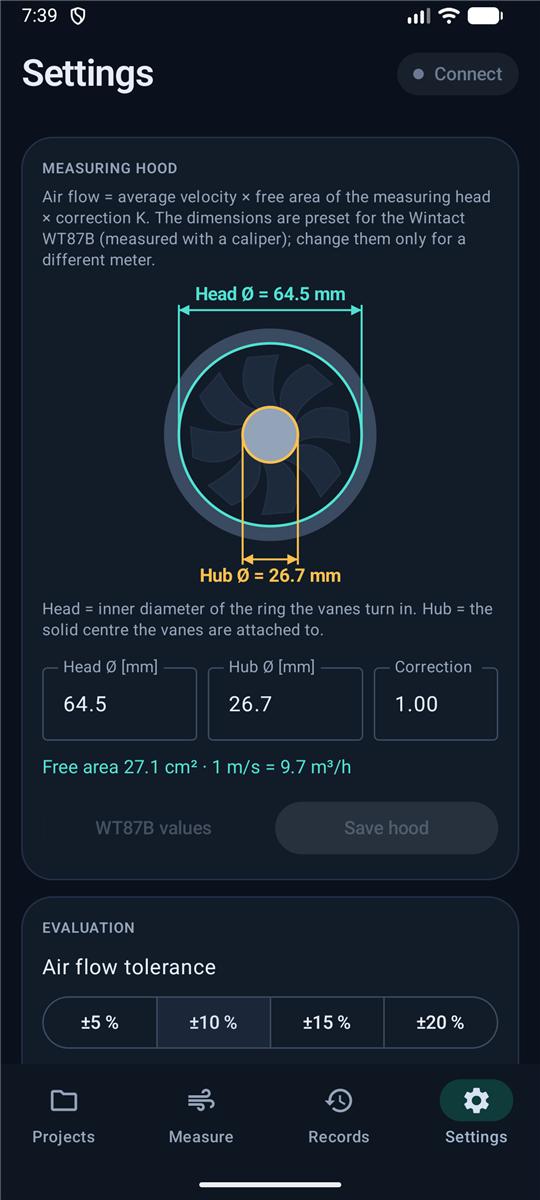 7:39
Settings
Connect
MEASURING HOOD
Air flow = average velocity × free area of the measuring head
× correction K. The dimensions are preset for the Wintact
WT87B (measured with a caliper); change them only for a
different meter.
Head Ø = 64.5 mm
Hub Ø = 26.7 mm
Head = inner diameter of the ring the vanes turn in. Hub = the
solid centre the vanes are attached to.
Head Ø [mm] Hub Ø [mm] Correction
64.5 26.7 1.00
Free area 27.1 cm² · 1 m/s = 9.7 m³/h
WT87B values Save hood
EVALUATION
Air flow tolerance
±5 % ±10 % ±15 % ±20 %
Projects Measure Records Settings